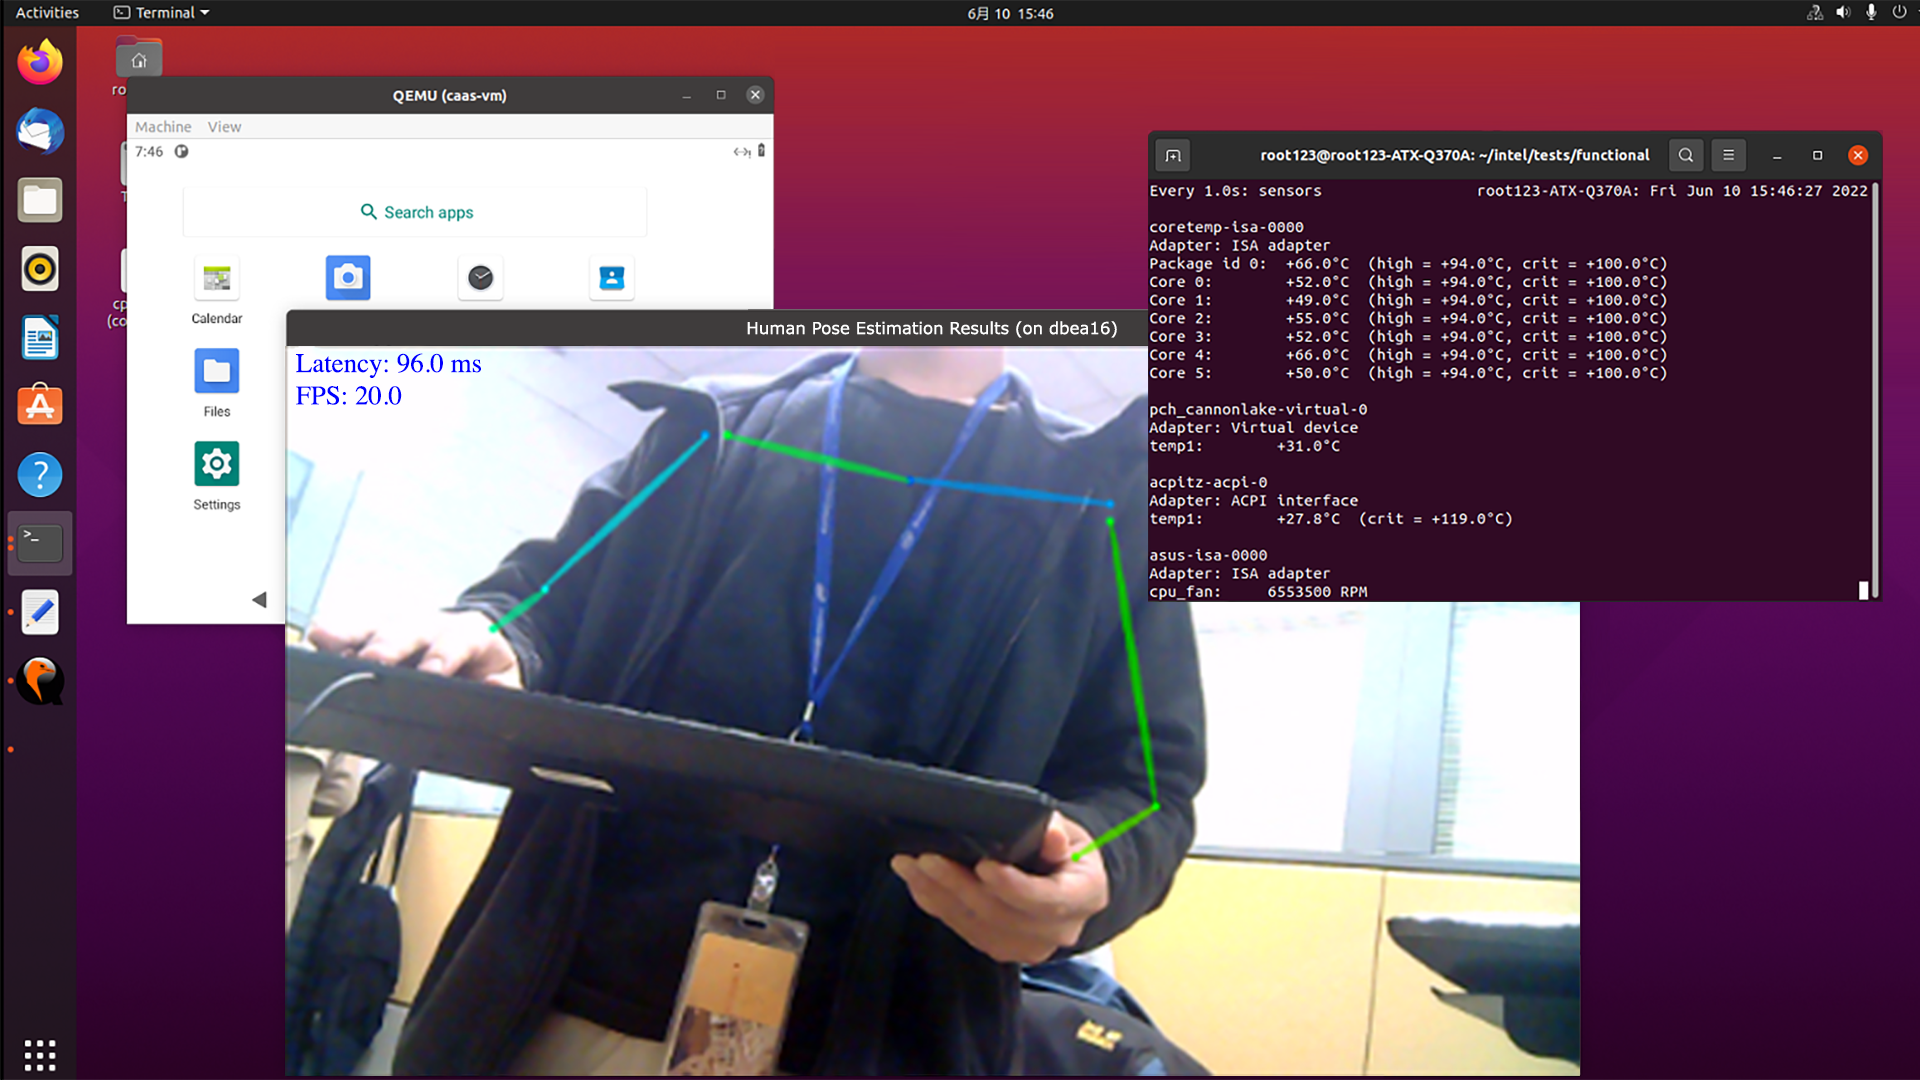 Activities
Terminal
6月 10 15:46
QEMU (caas-vm)
Machine View
7:46
Search apps
Calendar
Files
Settings
Human Pose Estimation Results (on dbea16)
Latency: 96.0 ms
FPS: 20.0
root123@root123-ATX-Q370A: ~/intel/tests/functional
Every 1.0s: sensors root123-ATX-Q370A: Fri Jun 10 15:46:27 2022
coretemp-isa-0000
Adapter: ISA adapter
Package id 0: +66.0°C (high = +94.0°C, crit = +100.0°C)
Core 0: +52.0°C (high = +94.0°C, crit = +100.0°C)
Core 1: +49.0°C (high = +94.0°C, crit = +100.0°C)
Core 2: +55.0°C (high = +94.0°C, crit = +100.0°C)
Core 3: +52.0°C (high = +94.0°C, crit = +100.0°C)
Core 4: +66.0°C (high = +94.0°C, crit = +100.0°C)
Core 5: +50.0°C (high = +94.0°C, crit = +100.0°C)
pch_cannonlake-virtual-0
Adapter: Virtual device
temp1: +31.0°C
acpitz-acpi-0
Adapter: ACPI interface
temp1: +27.8°C (crit = +119.0°C)
asus-isa-0000
Adapter: ISA adapter
cpu_fan: 6553500 RPM